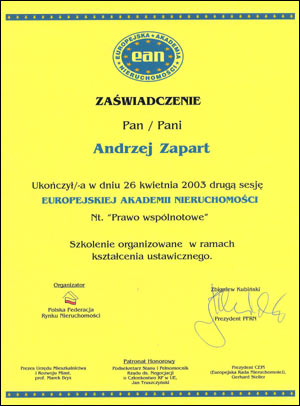 EUROPEJSKA AKADEMIA
ean
NIERUCHOMOŚCI
ZAŚWIADCZENIE
Pan / Pani
Andrzej Zapart
Ukończył/-a w dniu 26 kwietnia 2003 drugą sesję
EUROPEJSKIEJ AKADEMII NIERUCHOMOŚCI
Nt. "Prawo wspólnotowe"
Szkolenie organizowane w ramach
kształcenia ustawicznego.
Organizator
Zbigniew Kubiński
Polska Federacja
Rynku Nieruchomości
Prezydent PFRN
Patronat Honorowy
Prezes Urzędu Mieszkalnictwa
i Rozwoju Miast,
prof. Marek Bryx
Podsekretarz Stanu i Pełnomocnik
Rządu ds. Negocjacji
o Członkostwo RP w UE,
Jan Truszczyński
Prezydent CEPI
(Europejska Rada Nieruchomości),
Gerhard Steller